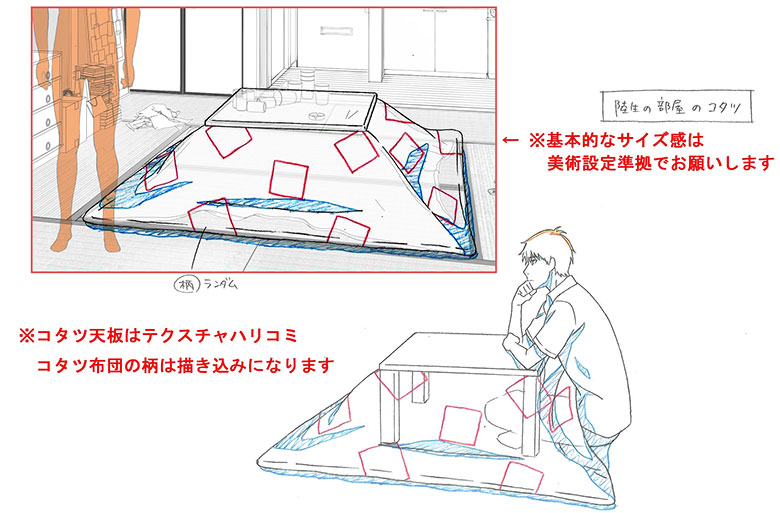 陸生の部屋のコタツ
← ※基本的なサイズ感は
美術設定準拠でお願いします
柄 ランダム
※コタツ天板はテクスチャハリコミ
コタツ布団の柄は描き込みになります